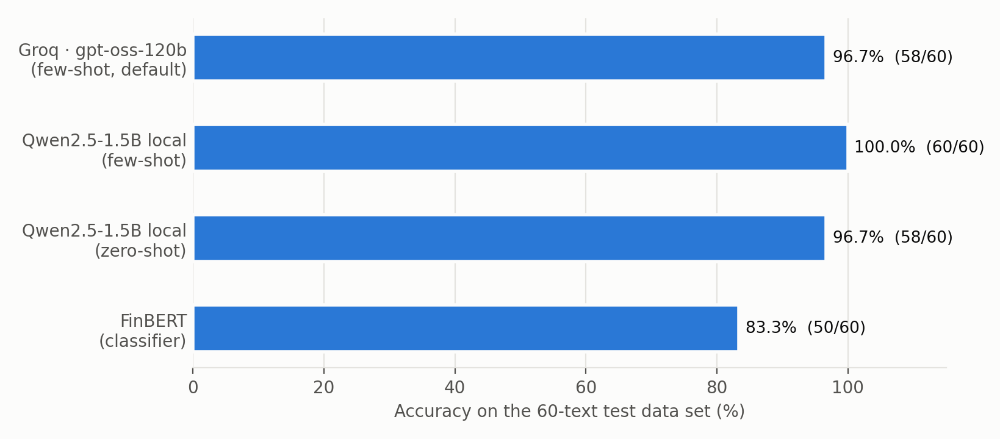 Groq · gpt-oss-120b
(few-shot, default)
96.7%  (58/60)
Qwen2.5-1.5B local
(few-shot)
100.0%  (60/60)
Qwen2.5-1.5B local
(zero-shot)
96.7%  (58/60)
FinBERT
(classifier)
83.3%  (50/60)
0 20 40 60 80 100
Accuracy on the 60-text test data set (%)